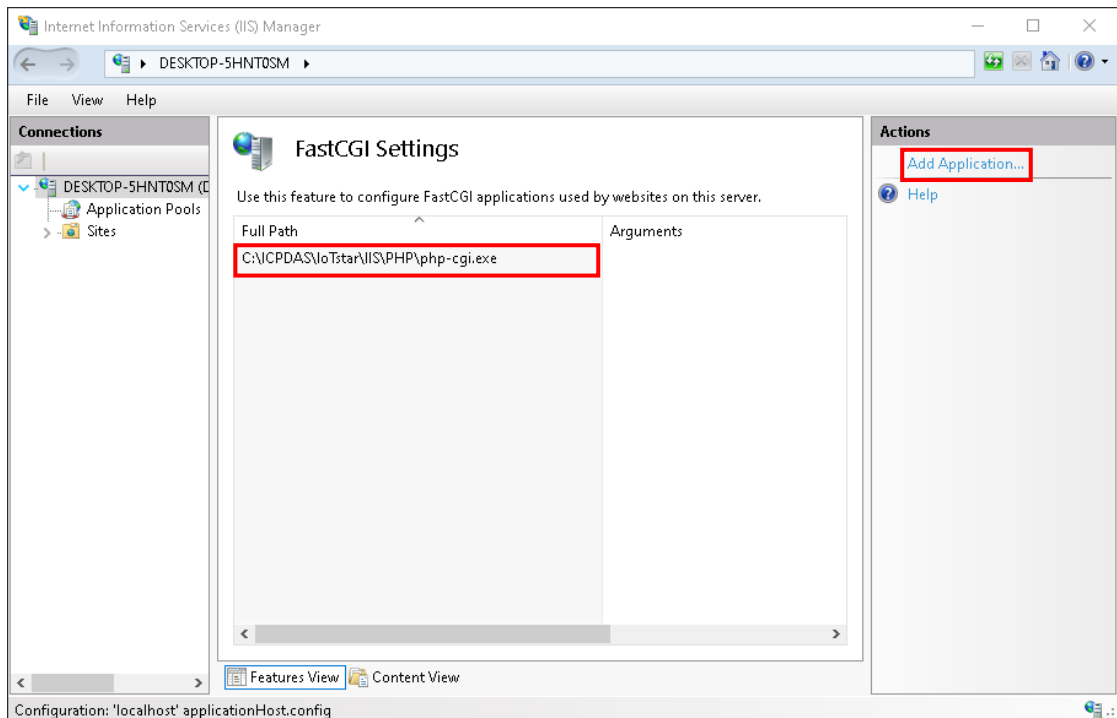 Internet Information Services (IIS) Manager
DESKTOP-5HNT0SM
File View Help
Connections
DESKTOP-5HNT0SM (D
Application Pools
Sites
FastCGI Settings
Use this feature to configure FastCGI applications used by websites on this server.
Full Path Arguments
C:\ICPDAS\IoTstar\IIS\PHP\php-cgi.exe
Features View Content View
Actions
Add Application...
Help
Configuration: 'localhost' applicationHost.config